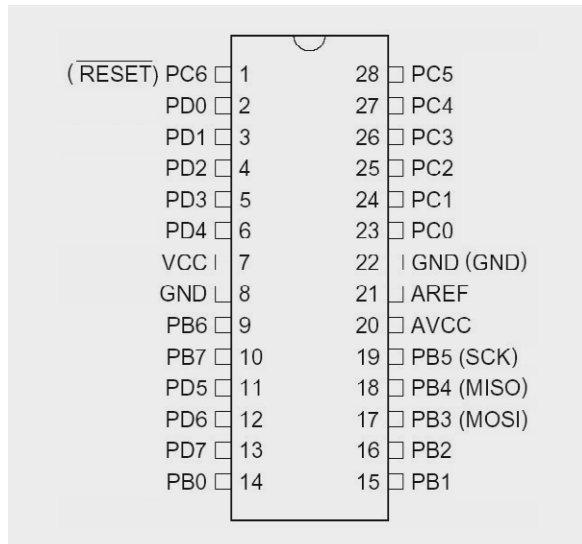 (RESET) PC6 1 28 PC5
PD0 2 27 PC4
PD1 3 26 PC3
PD2 4 25 PC2
PD3 5 24 PC1
PD4 6 23 PC0
VCC 7 22 GND (GND)
GND 8 21 AREF
PB6 9 20 AVCC
PB7 10 19 PB5 (SCK)
PD5 11 18 PB4 (MISO)
PD6 12 17 PB3 (MOSI)
PD7 13 16 PB2
PB0 14 15 PB1